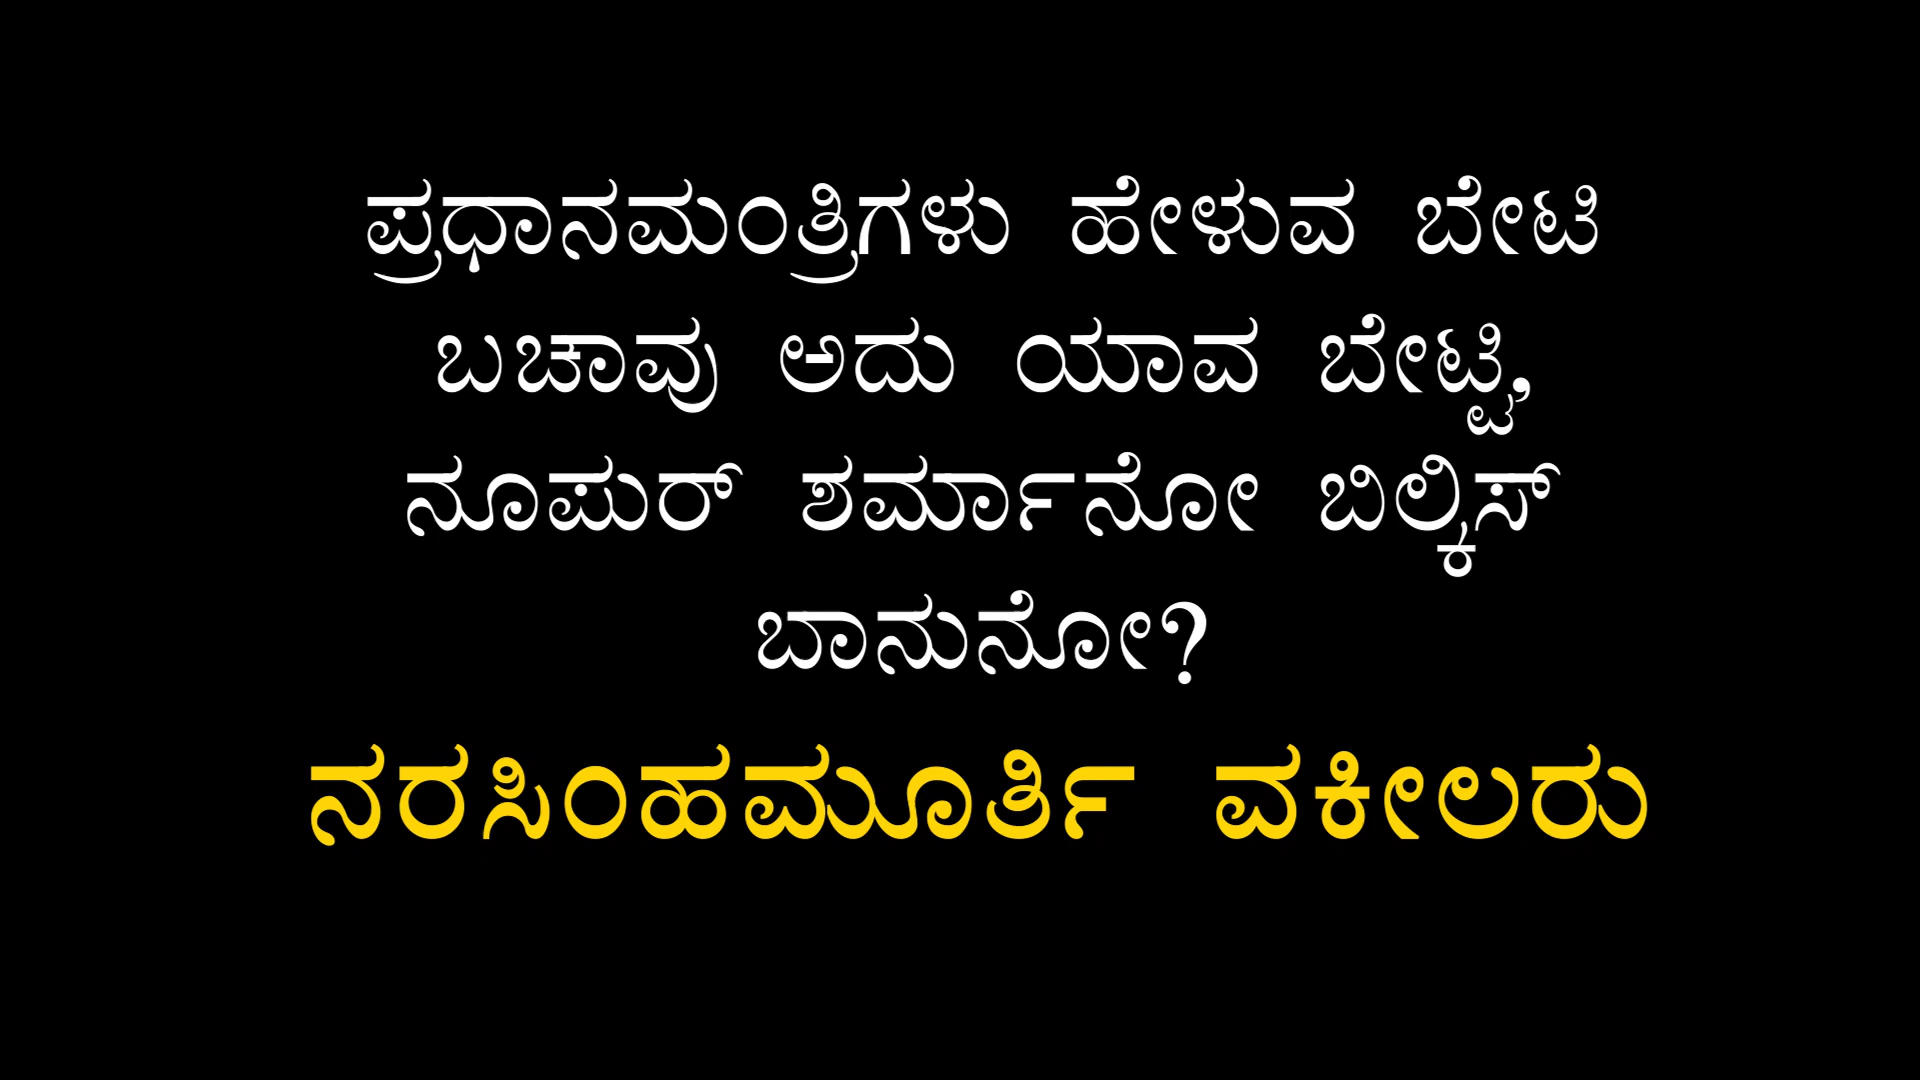 ಪ್ರಧಾನಮಂತ್ರಿಗಳು ಹೇಳುವ ಬೇಟಿ
ಬಚಾವು ಅದು ಯಾವ ಬೇಟ್ಟಿ,
ನೂಪುರ್ ಶರ್ಮಾನೋ ಬಿಲ್ಕಿಸ್
ಬಾನುನೋ?
ನರಸಿಂಹಮೂರ್ತಿ ವಕೀಲರು